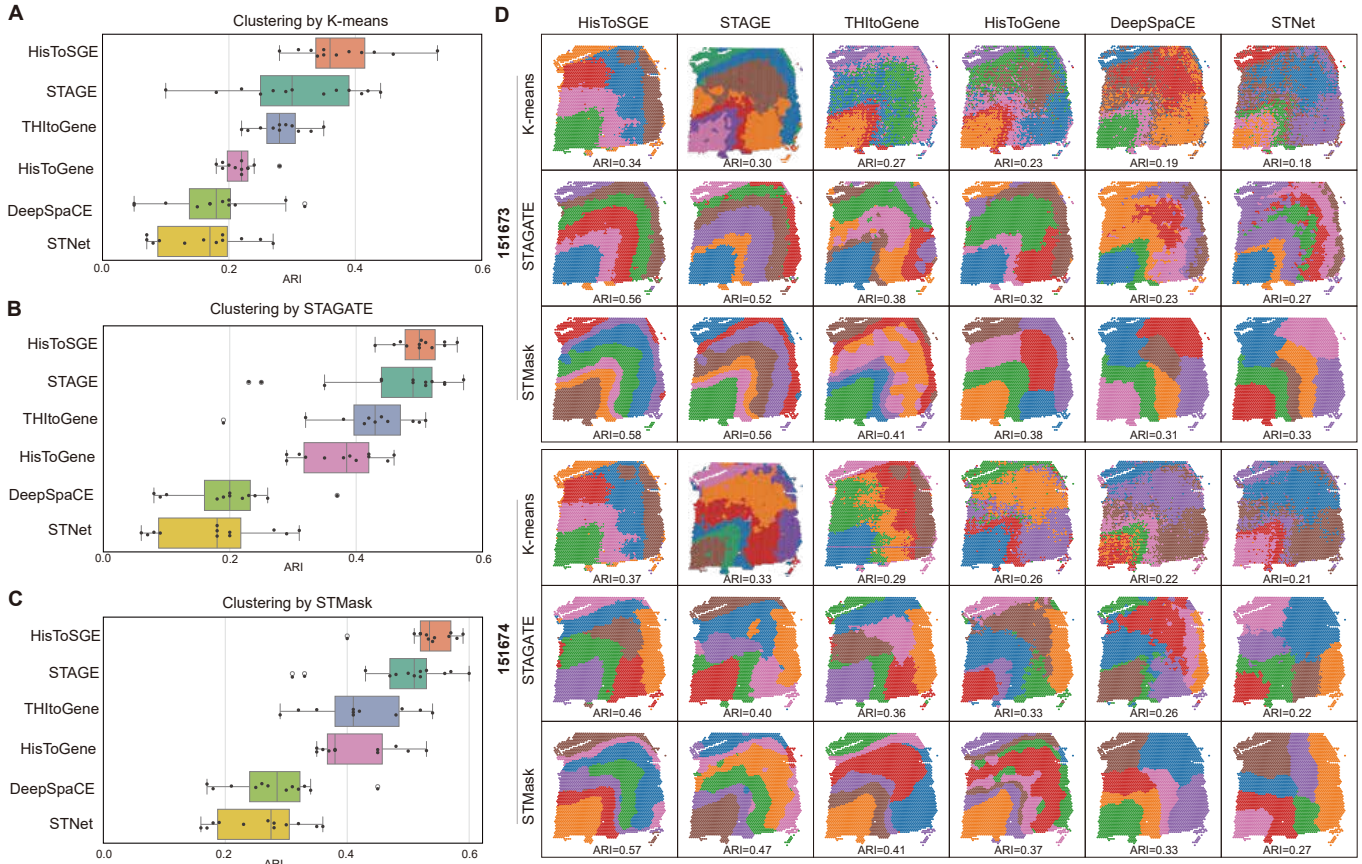 A
Clustering by K-means
HisToSGE
STAGE
THItoGene
HisToGene
DeepSpaCE
STNet
0.0 0.2 0.4 0.6
ARI
B
Clustering by STAGATE
HisToSGE
STAGE
THItoGene
HisToGene
DeepSpaCE
STNet
0.0 0.2 0.4 0.6
ARI
C
Clustering by STMask
HisToSGE
STAGE
THItoGene
HisToGene
DeepSpaCE
STNet
0.2 0.4 0.6
ARI
D
HisToSGE STAGE THItoGene HisToGene DeepSpaCE STNet
151673
K-means
ARI=0.34 ARI=0.30 ARI=0.27 ARI=0.23 ARI=0.19 ARI=0.18
STAGATE
ARI=0.56 ARI=0.52 ARI=0.38 ARI=0.32 ARI=0.23 ARI=0.27
STMask
ARI=0.58 ARI=0.56 ARI=0.41 ARI=0.38 ARI=0.31 ARI=0.33
151674
K-means
ARI=0.37 ARI=0.33 ARI=0.29 ARI=0.26 ARI=0.22 ARI=0.21
STAGATE
ARI=0.46 ARI=0.40 ARI=0.36 ARI=0.33 ARI=0.26 ARI=0.22
STMask
ARI=0.57 ARI=0.47 ARI=0.41 ARI=0.37 ARI=0.33 ARI=0.27